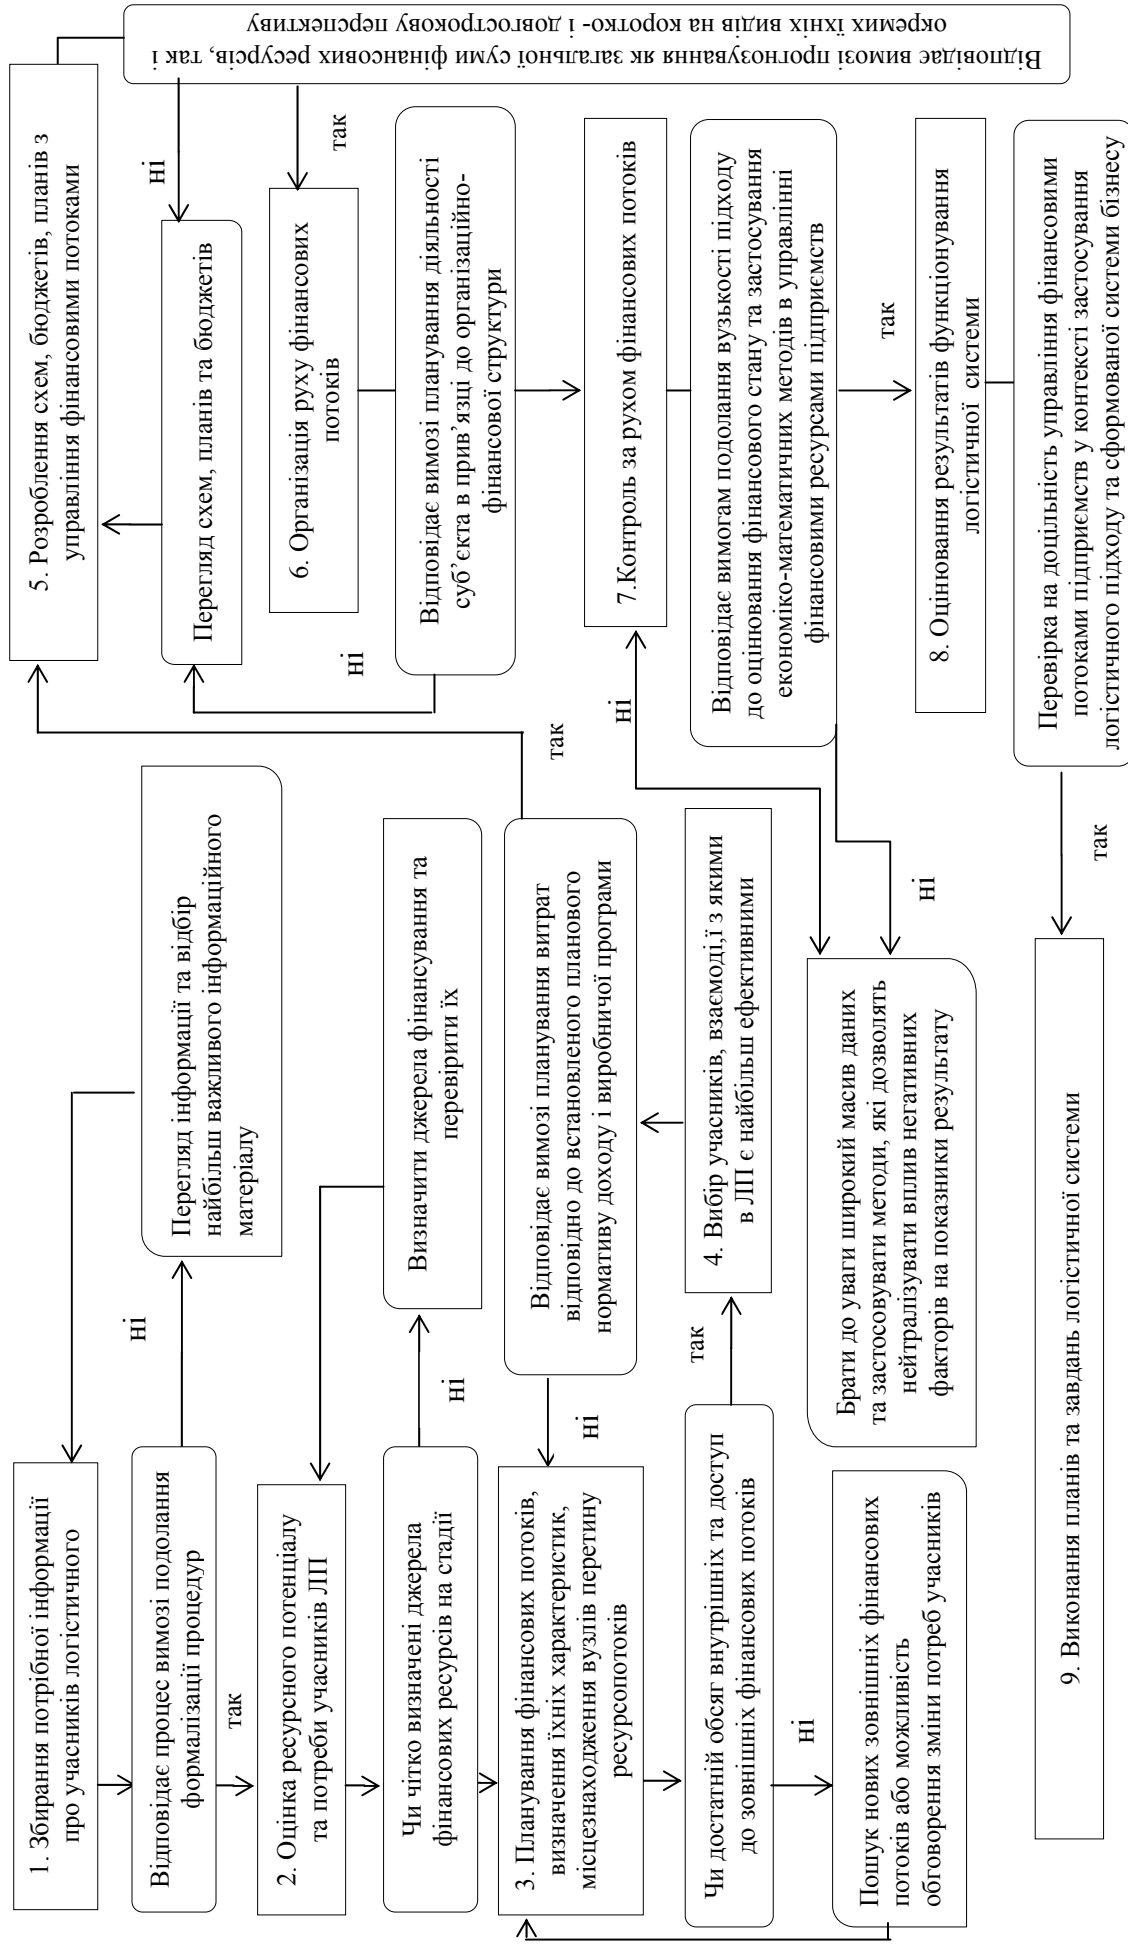 1. Збирання потрібної інформації
про учасників логістичного
Відповідає процес вимозі подолання
формалізації процедур
ні
Перегляд інформації та відбір
найбільш важливого інформаційного
матеріалу
так
2. Оцінка ресурсного потенціалу
та потреби учасників ЛП
Чи чітко визначені джерела
фінансових ресурсів на стадії
ні
Визначити джерела фінансування та
перевірити їх
3. Планування фінансових потоків,
визначення їхніх характеристик,
місцезнаходження вузлів перетину
ресурсопотоків
ні
Відповідає вимозі планування витрат
відповідно до встановленого планового
нормативу доходу і виробничої програми
так
Чи достатній обсяг внутрішніх та доступ
до зовнішніх фінансових потоків
так
4. Вибір учасників, взаємоді,ї з якими
в ЛП є найбільш ефективними
ні
Пошук нових зовнішніх фінансових
потоків або можливість
обговорення зміни потреб учасників
Брати до уваги широкий масив даних
та застосовувати методи, які дозволять
нейтралізувати вплив негативних
факторів на показники результату
ні
ні
5. Розроблення схем, бюджетів, планів з
управління фінансовими потоками
Перегляд схем, планів та бюджетів
ні
Відповідає вимозі прогнозування як загальної суми фінансових ресурсів, так і
окремих їхніх видів на коротко- і довгострокову перспективу
так
6. Організація руху фінансових
потоків
ні
Відповідає вимозі планування діяльності
суб’єкта в прив’язці до організаційно-
фінансової структури
7.Контроль за рухом фінансових потоків
Відповідає вимогам подолання вузькості підходу
до оцінювання фінансового стану та застосування
економіко-математичних методів в управлінні
фінансовими ресурсами підприємств
так
8. Оцінювання результатів функціонування
логістичної системи
Перевірка на доцільність управління фінансовими
потоками підприємств у контексті застосування
логістичного підходу та сформованої системи бізнесу
так
9. Виконання планів та завдань логістичної системи